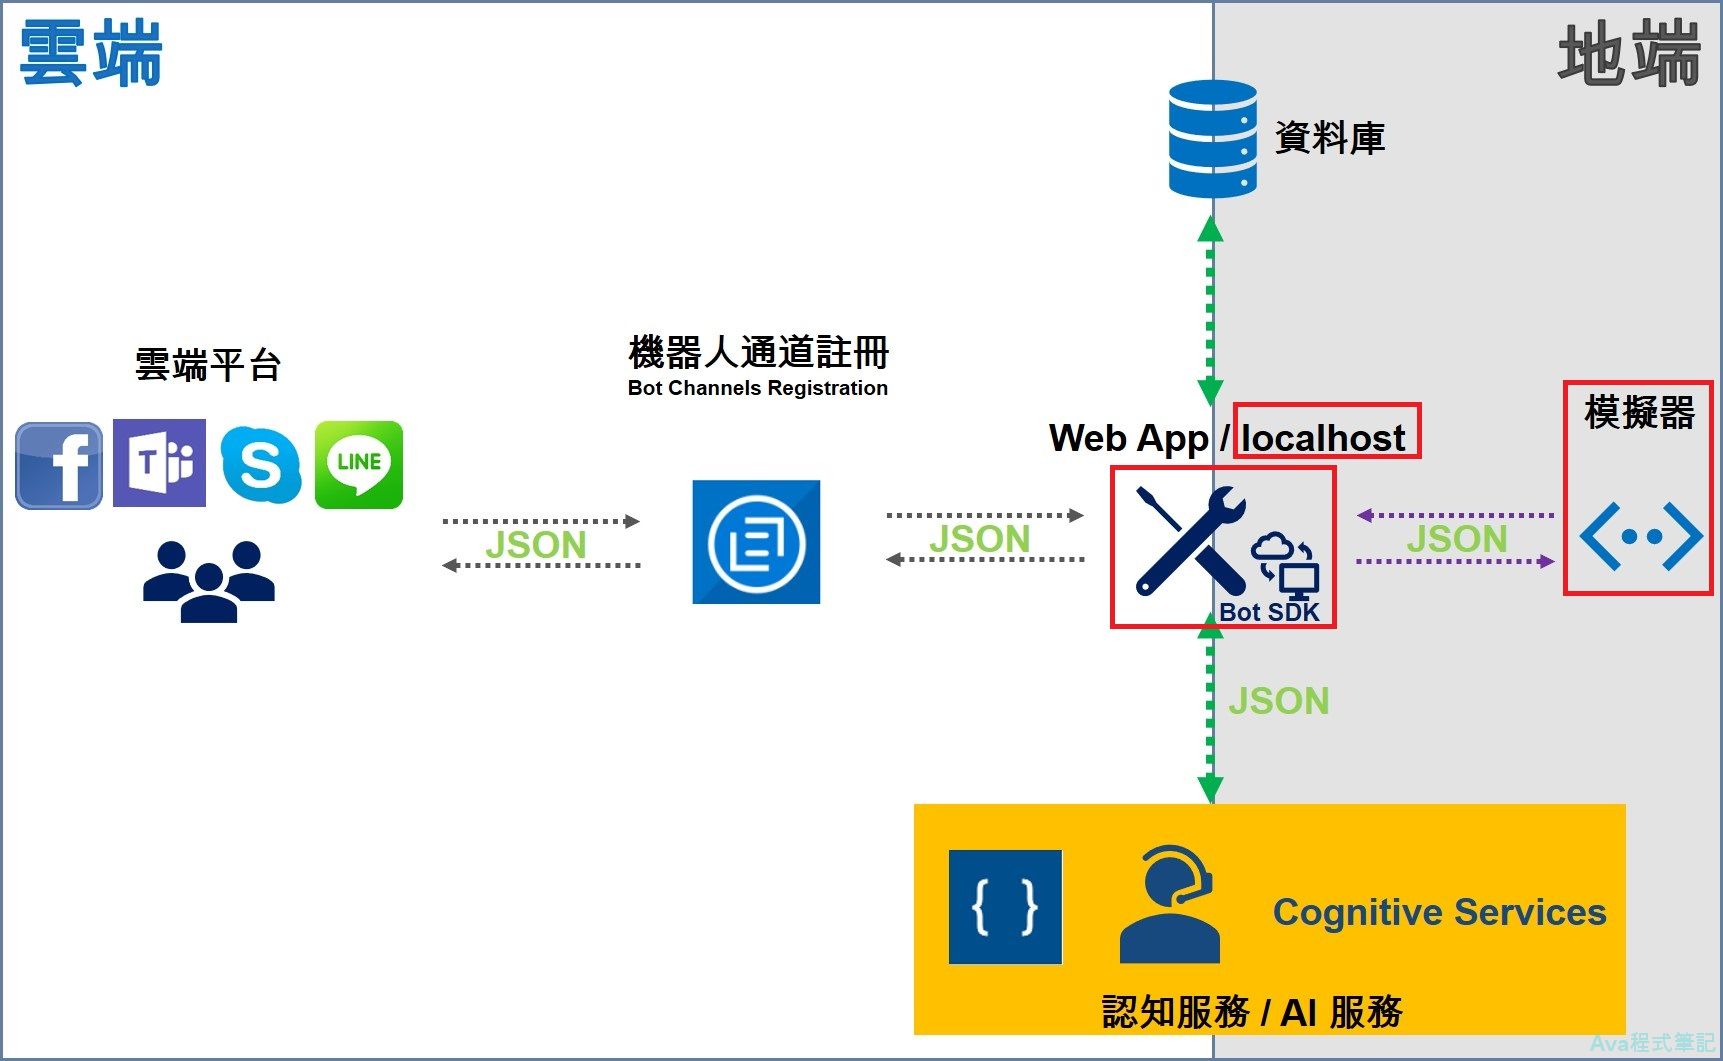 雲端
地端
資料庫
機器人通道註冊
Bot Channels Registration
雲端平台
模擬器
Web App / localhost
LINE
JSON
JSON
JSON
Bot SDK
JSON
{ }
Cognitive Services
認知服務 / AI 服務
Ava程式筆記